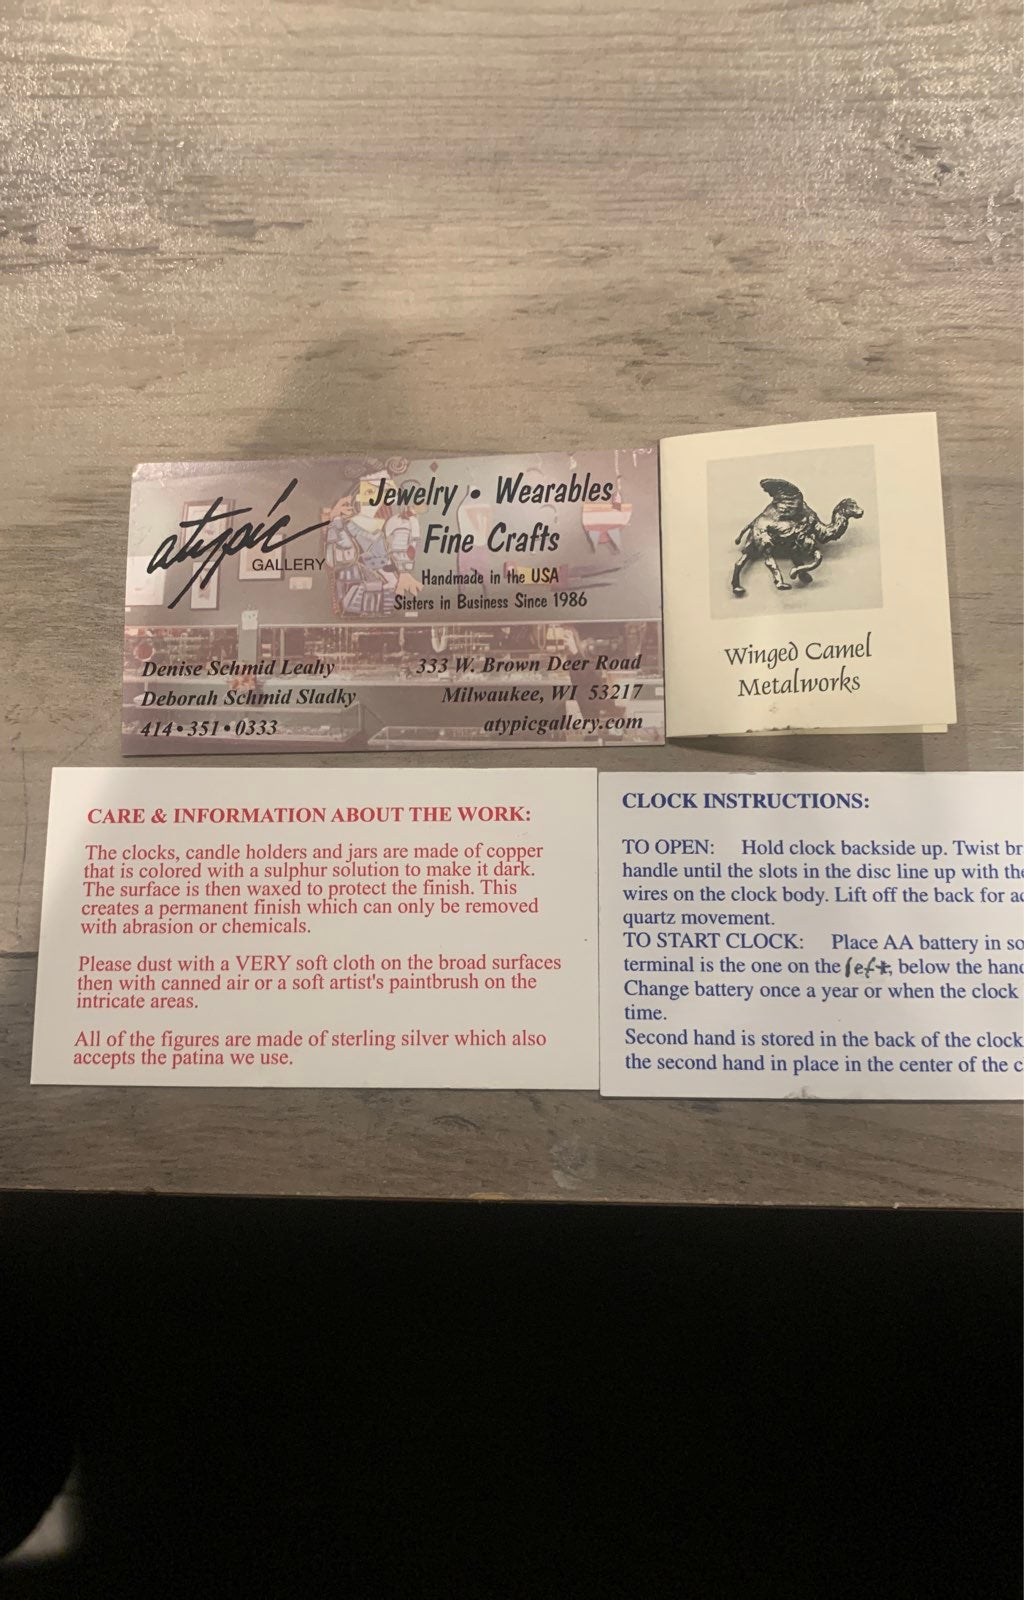 atypic
GALLERY
Jewelry • Wearables
Fine Crafts
Handmade in the USA
Sisters in Business Since 1986
Denise Schmid Leahy
Deborah Schmid Sladky
414•351•0333
333 W. Brown Deer Road
Milwaukee, WI 53217
atypicgallery.com
Winged Camel
Metalworks
CARE & INFORMATION ABOUT THE WORK:
The clocks, candle holders and jars are made of copper
that is colored with a sulphur solution to make it dark.
The surface is then waxed to protect the finish. This
creates a permanent finish which can only be removed
with abrasion or chemicals.
Please dust with a VERY soft cloth on the broad surfaces
then with canned air or a soft artist's paintbrush on the
intricate areas.
All of the figures are made of sterling silver which also
accepts the patina we use.
CLOCK INSTRUCTIONS:
TO OPEN: Hold clock backside up. Twist
handle until the slots in the disc line up with
wires on the clock body. Lift off the back for
quartz movement.
TO START CLOCK: Place AA battery in
terminal is the one on the left, below the
Change battery once a year or when the clock
time.
Second hand is stored in the back of the clock
the second hand in place in the center of the